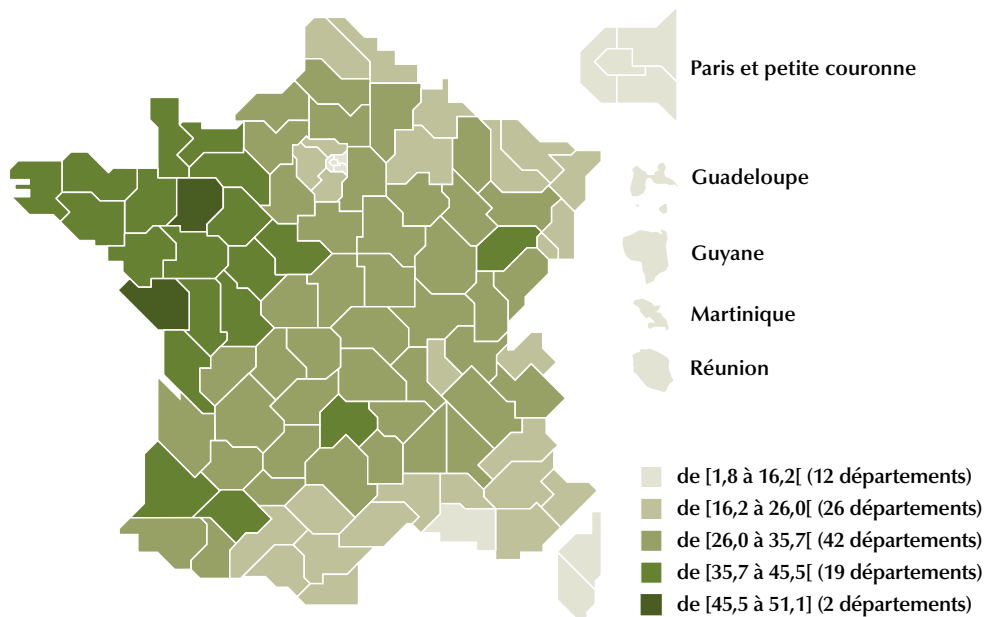 Paris et petite couronne
Guadeloupe
Guyane
Martinique
Réunion
de [1,8 à 16,2[ (12 départements)
de [16,2 à 26,0[ (26 départements)
de [26,0 à 35,7[ (42 départements)
de [35,7 à 45,5[ (19 départements)
de [45,5 à 51,1] (2 départements)